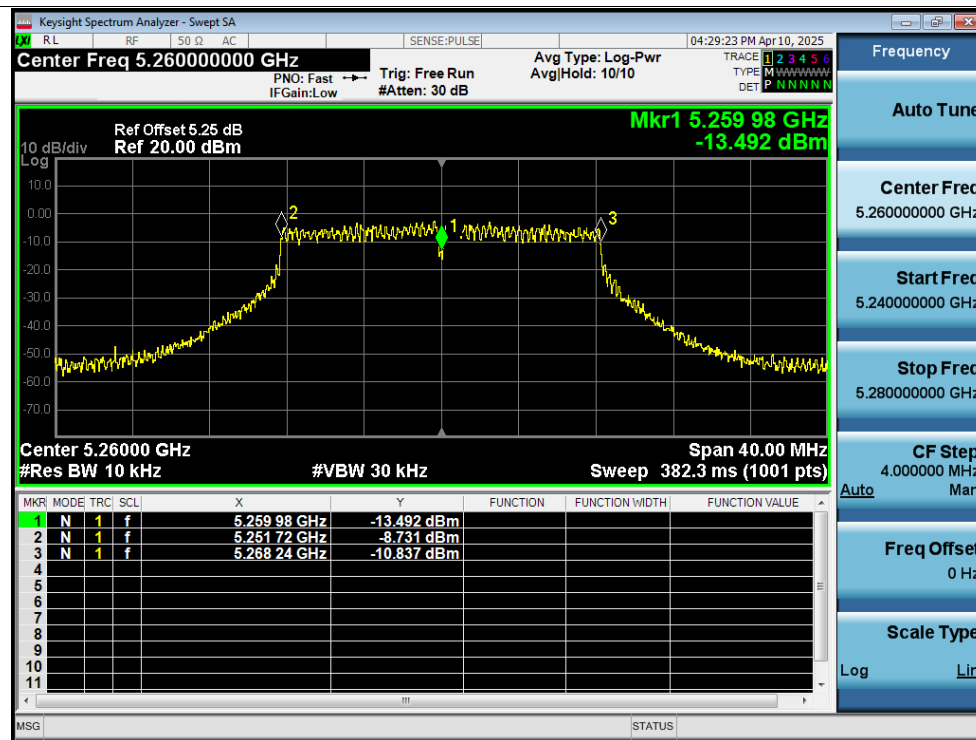 Keysight Spectrum Analyzer - Swept SA
LXI RL RF 50 Ω AC SENSE:PULSE 04:29:23 PM Apr 10, 2025
Center Freq 5.260000000 GHz
PNO: Fast
IFGain:Low
Trig: Free Run
#Atten: 30 dB
Avg Type: Log-Pwr
Avg|Hold: 10/10
TRACE 1 2 3 4 5 6
TYPE M WWWWW
DET P N N N N N
Mkr1 5.259 98 GHz
-13.492 dBm
Ref Offset 5.25 dB
10 dB/div Ref 20.00 dBm
Log
10.0
0.00
-10.0
-20.0
-30.0
-40.0
-50.0
-60.0
-70.0
2
1
3
Center 5.26000 GHz Span 40.00 MHz
#Res BW 10 kHz #VBW 30 kHz Sweep 382.3 ms (1001 pts)
MKR MODE TRC SCL X Y FUNCTION FUNCTION WIDTH FUNCTION VALUE
1 N 1 f 5.259 98 GHz -13.492 dBm
2 N 1 f 5.251 72 GHz -8.731 dBm
3 N 1 f 5.268 24 GHz -10.837 dBm
4
5
6
7
8
9
10
11
MSG STATUS
Frequency
Auto Tune
Center Freq
5.260000000 GHz
Start Freq
5.240000000 GHz
Stop Freq
5.280000000 GHz
CF Step
4.000000 MHz
Auto Man
Freq Offset
0 Hz
Scale Type
Log Lin